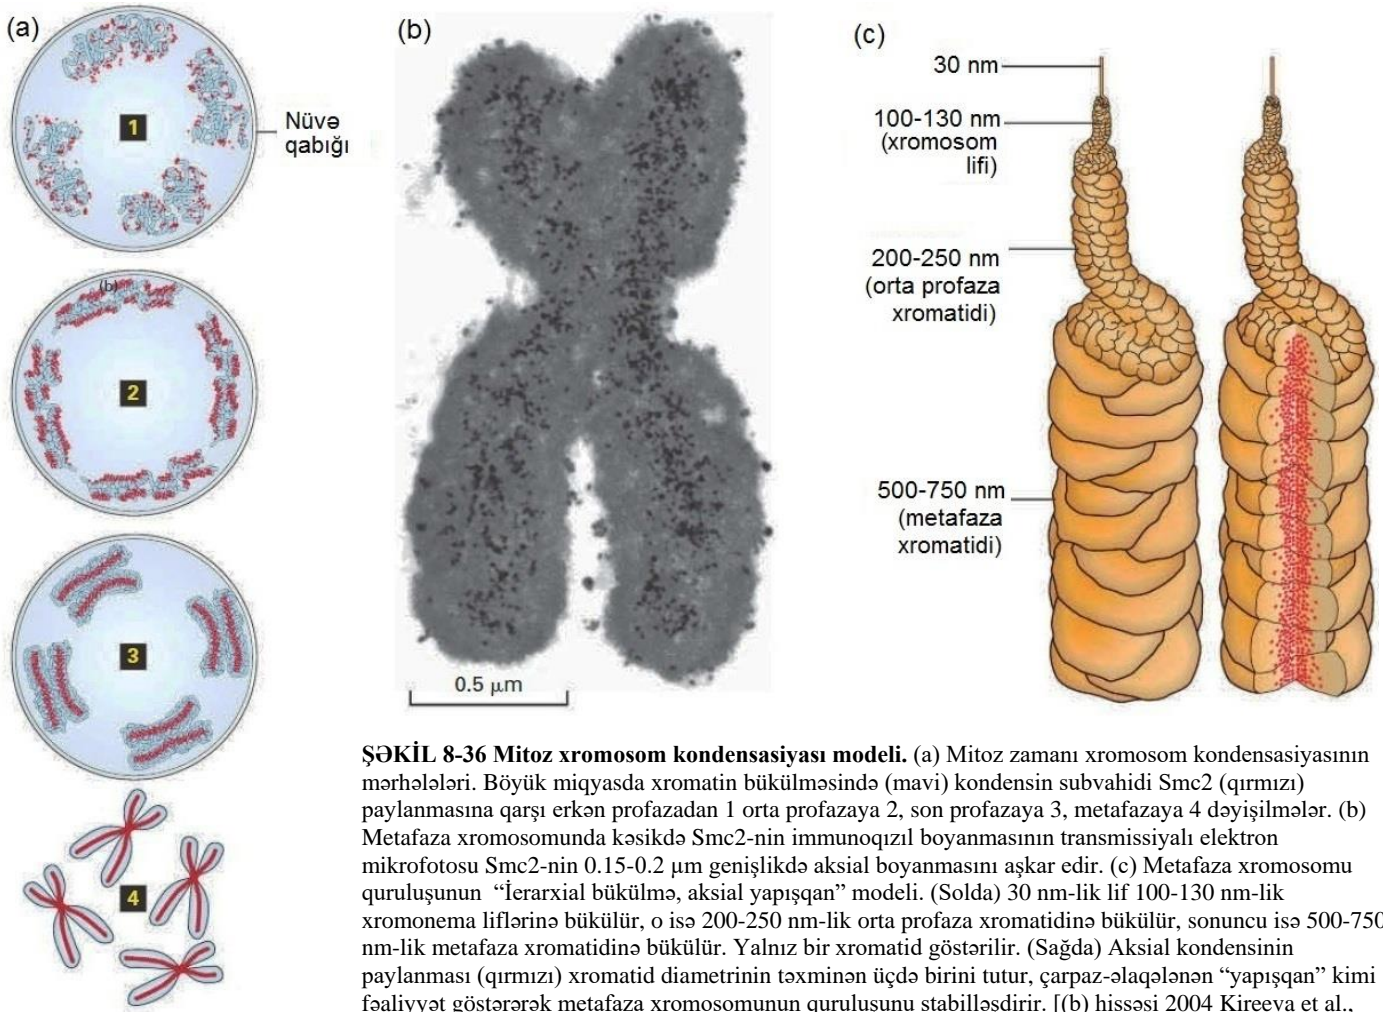 (a)
1
Nüvə
qabığı
(b)
2
3
4
(b)
0.5 μm
(c)
30 nm
100-130 nm
(xromosom
lifi)
200-250 nm
(orta profaza
xromatidi)
500-750 nm
(metafaza
xromatidi)
ŞƏKİL 8-36 Mitoz xromosom kondensasiyası modeli. (a) Mitoz zamanı xromosom kondensasiyasının
mərhələləri. Böyük miqyasda xromatin bükülməsində (mavi) kondensin subvahidi Smc2 (qırmızı)
paylanmasına qarşı erkən profazadan 1 orta profazaya 2, son profazaya 3, metafazaya 4 dəyişilmələr. (b)
Metafaza xromosomunda kəsikdə Smc2-nin immunoqızıl boyanmasının transmissiyalı elektron
mikrofotosu Smc2-nin 0.15-0.2 μm genişlikdə aksial boyanmasını aşkar edir. (c) Metafaza xromosomu
quruluşunun “İerarxial bükülmə, aksial yapışqan” modeli. (Solda) 30 nm-lik lif 100-130 nm-lik
xromonema liflərinə bükülür, o isə 200-250 nm-lik orta profaza xromatidinə bükülür, sonuncu isə 500-750
nm-lik metafaza xromatidinə bükülür. Yalnız bir xromatid göstərilir. (Sağda) Aksial kondensinin
paylanması (qırmızı) xromatid diametrinin təxminən üçdə birini tutur, çarpaz-əlaqələnən “yapışqan” kimi
fəaliyyət göstərərək metafaza xromosomunun quruluşunu stabilləşdirir. [(b) hissəsi 2004 Kireeva et al.,